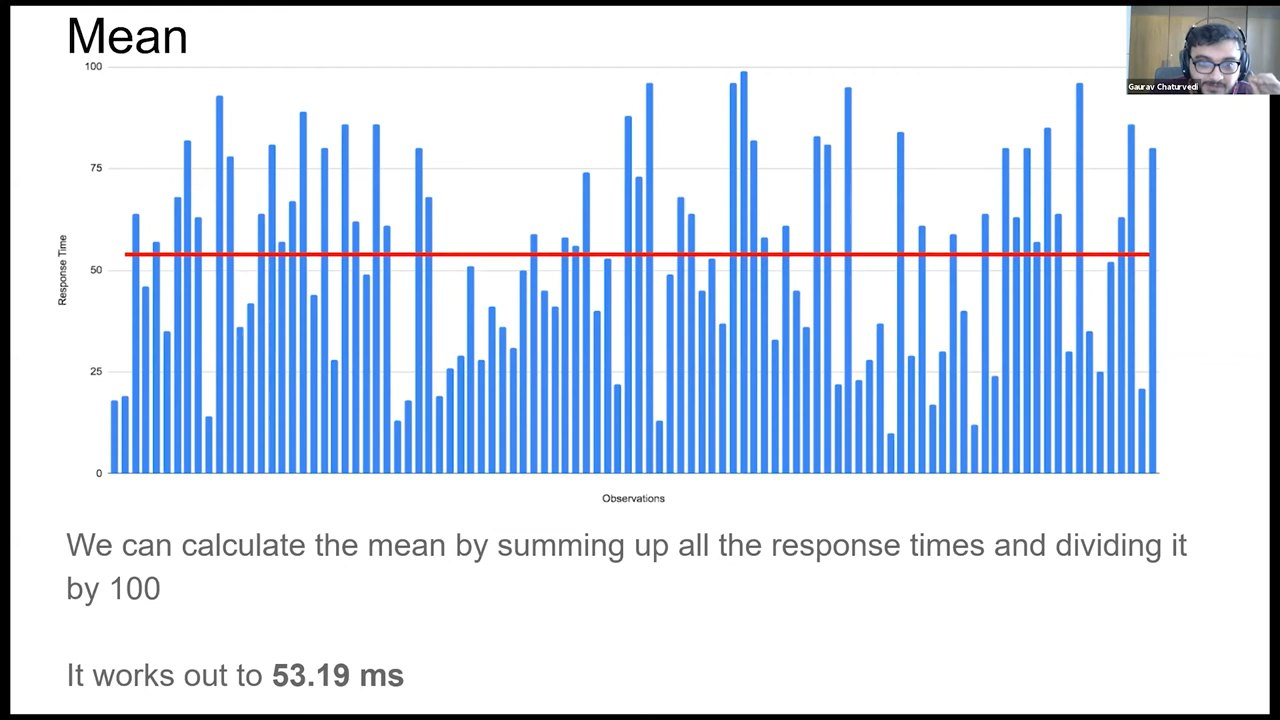 Mean
Gaurav Chaturvedi
100
75
50
25
0
Response Time
Observations
We can calculate the mean by summing up all the response times and dividing it
by 100
It works out to 53.19 ms